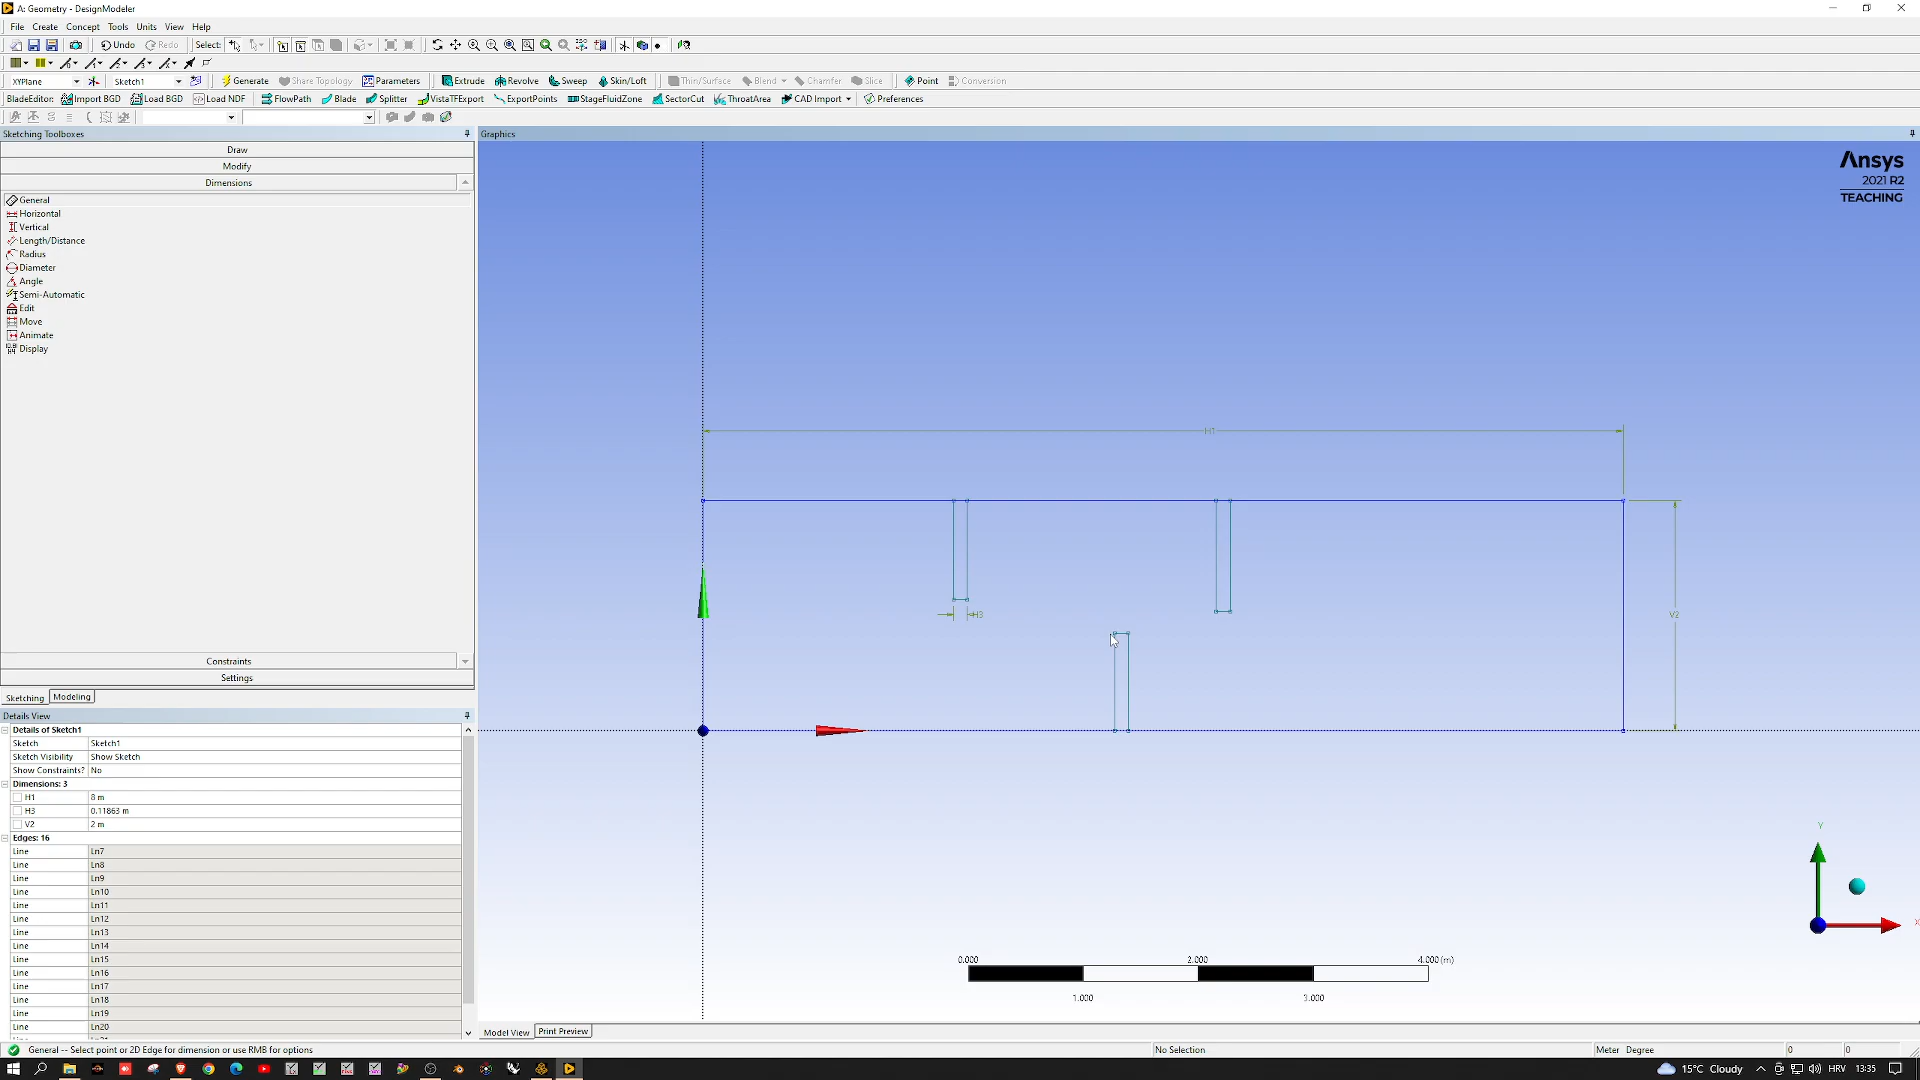 A: Geometry - DesignModeler
File Create Concept Tools Units View Help
Undo Redo Select:
XYPlane Sketch1 Generate Share Topology Parameters Extrude Revolve Sweep Skin/Loft Thin/Surface Blend Chamfer Slice Point Conversion
BladeEditor: Import BGD Load BGD Load NDF FlowPath Blade Splitter VistaTFExport ExportPoints StageFluidZone SectorCut ThroatArea CAD Import Preferences
Sketching Toolboxes
Graphics
Draw
Modify
Dimensions
General
Horizontal
Vertical
Length/Distance
Radius
Diameter
Angle
Semi-Automatic
Edit
Move
Animate
Display
Constraints
Settings
Sketching Modeling
Details View
Details of Sketch1
Sketch Sketch1
Sketch Visibility Show Sketch
Show Constraints? No
Dimensions: 3
H1 8 m
H3 0.11863 m
V2 2 m
Edges: 16
Line Ln7
Line Ln8
Line Ln9
Line Ln10
Line Ln11
Line Ln12
Line Ln13
Line Ln14
Line Ln15
Line Ln16
Line Ln17
Line Ln18
Line Ln19
Line Ln20
Ansys
2021 R2
TEACHING
H1
H3
V2
Y
X
0.000 2.000 4.000 (m)
1.000 3.000
Model View Print Preview
General -- Select point or 2D Edge for dimension or use RMB for options No Selection Meter Degree 0 0
15°C Cloudy HRV 13:35